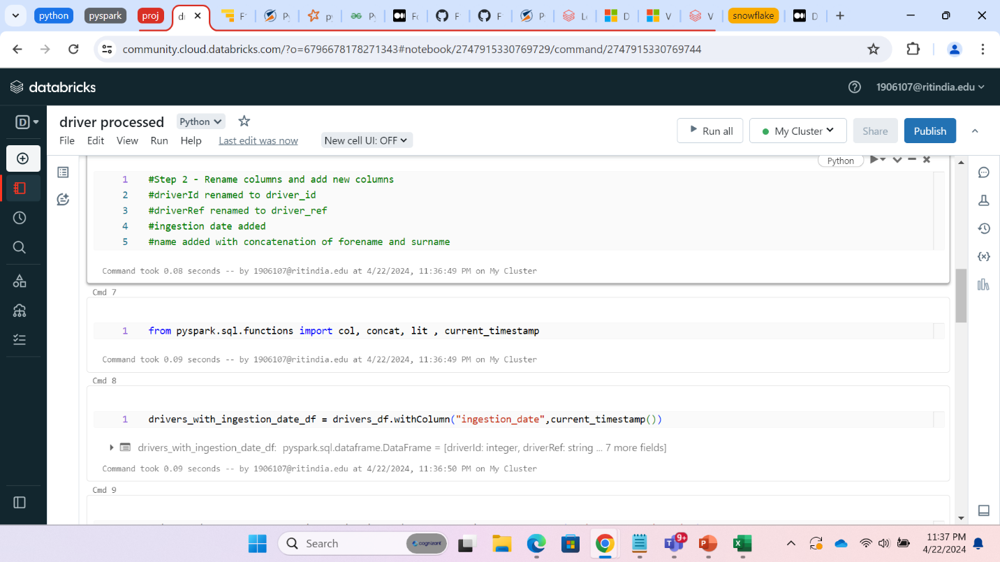 python
pyspark
proj
snowflake
community.cloud.databricks.com/?o=6796678178271343#notebook/2747915330769729/command/2747915330769744
databricks
1906107@ritindia.edu
driver processed
Python
File Edit View Run Help Last edit was now New cell UI: OFF
Run all
My Cluster
Share
Publish
Python
1 #Step 2 - Rename columns and add new columns
2 #driverId renamed to driver_id
3 #driverRef renamed to driver_ref
4 #ingestion date added
5 #name added with concatenation of forename and surname
Command took 0.08 seconds -- by 1906107@ritindia.edu at 4/22/2024, 11:36:49 PM on My Cluster
Cmd 7
1 from pyspark.sql.functions import col, concat, lit , current_timestamp
Command took 0.09 seconds -- by 1906107@ritindia.edu at 4/22/2024, 11:36:49 PM on My Cluster
Cmd 8
1 drivers_with_ingestion_date_df = drivers_df.withColumn("ingestion_date",current_timestamp())
drivers_with_ingestion_date_df: pyspark.sql.dataframe.DataFrame = [driverId: integer, driverRef: string ... 7 more fields]
Command took 0.09 seconds -- by 1906107@ritindia.edu at 4/22/2024, 11:36:50 PM on My Cluster
Cmd 9
Search
cognizant
9+
11:37 PM
4/22/2024